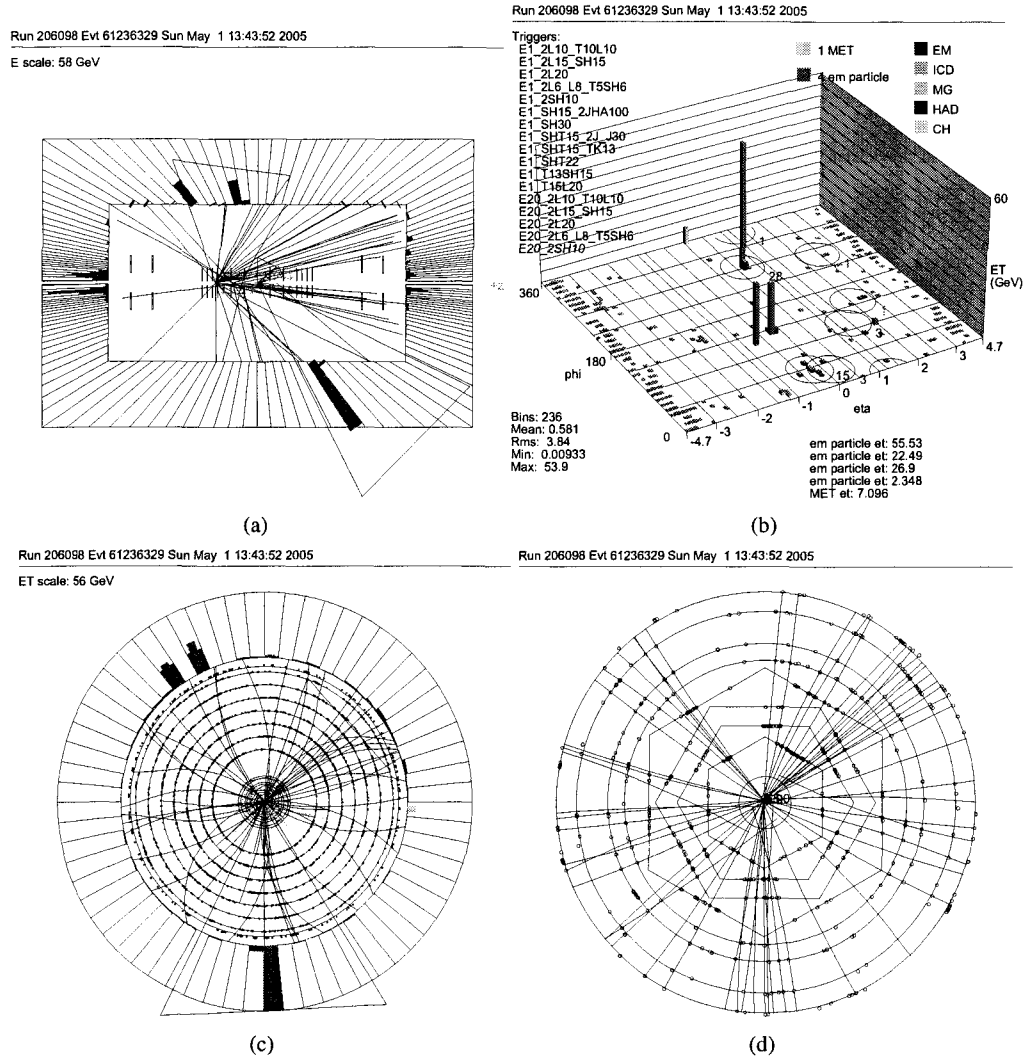 Run 206098 Evt 61236329 Sun May 1 13:43:52 2005
E scale: 58 GeV
+z
(a)
Run 206098 Evt 61236329 Sun May 1 13:43:52 2005
Triggers:
E1_2L10_T10L10
E1_2L15_SH15
E1_2L20
E1_2L6_L8_T5SH6
E1_2SH10
E1_SH15_2JHA100
E1_SH30
E1_SHT15_2J_J30
E1_SHT15_TK13
E1_SHT22
E1_T13SH15
E1_T15L20
E20_2L10_T10L10
E20_2L15_SH15
E20_2L20
E20_2L6_L8_T5SH6
E20_2SH10
1 MET
4 em particle
EM
ICD
MG
HAD
CH
60
ET
(GeV)
360
180
phi
0
-4.7
-3
-2
-1
0
1
2
3
4.7
eta
1
28
1
3
15
3
Bins: 236
Mean: 0.581
Rms: 3.84
Min: 0.00933
Max: 53.9
em particle et: 55.53
em particle et: 22.49
em particle et: 26.9
em particle et: 2.348
MET et: 7.096
(b)
Run 206098 Evt 61236329 Sun May 1 13:43:52 2005
ET scale: 56 GeV
(c)
Run 206098 Evt 61236329 Sun May 1 13:43:52 2005
(d)